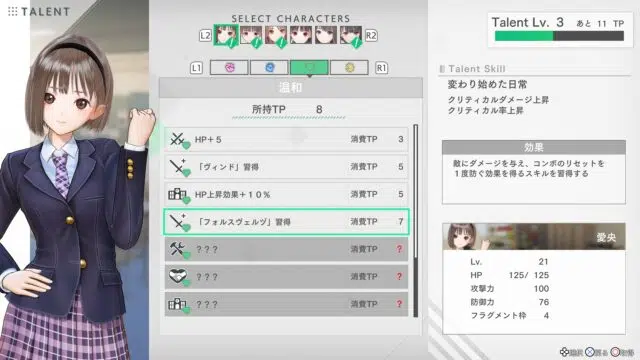 TALENT
SELECT CHARACTERS
L2 R2
L1 R1
温和
所持TP 8
HP+5 消費TP 3
「ヴィンド」習得 消費TP 5
HP上昇効果+10% 消費TP 5
「フォルスヴェルヅ」習得 消費TP 7
??? 消費TP ?
??? 消費TP ?
??? 消費TP ?
Talent Lv. 3 あと 11 TP
Talent Skill
変わり始めた日常
クリティカルダメージ上昇
クリティカル率上昇
効果
敵にダメージを与え、コンボのリセットを
1度防ぐ効果を得るスキルを習得する
愛央
Lv. 21
HP 125/ 125
攻撃力 100
防御力 76
フラグメント枠 4
選択 戻る